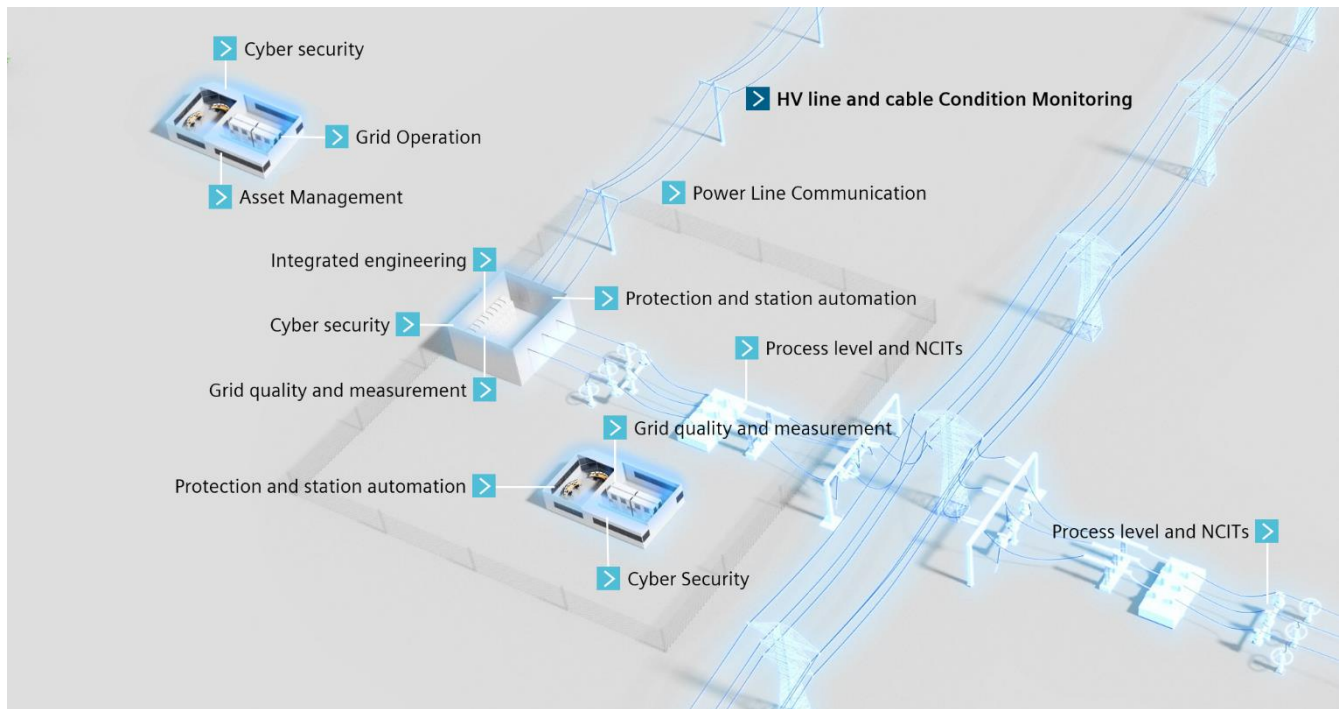 Cyber security
HV line and cable Condition Monitoring
Grid Operation
Asset Management
Power Line Communication
Integrated engineering
Protection and station automation
Cyber security
Process level and NCITs
Grid quality and measurement
Grid quality and measurement
Protection and station automation
Process level and NCITs
Cyber Security